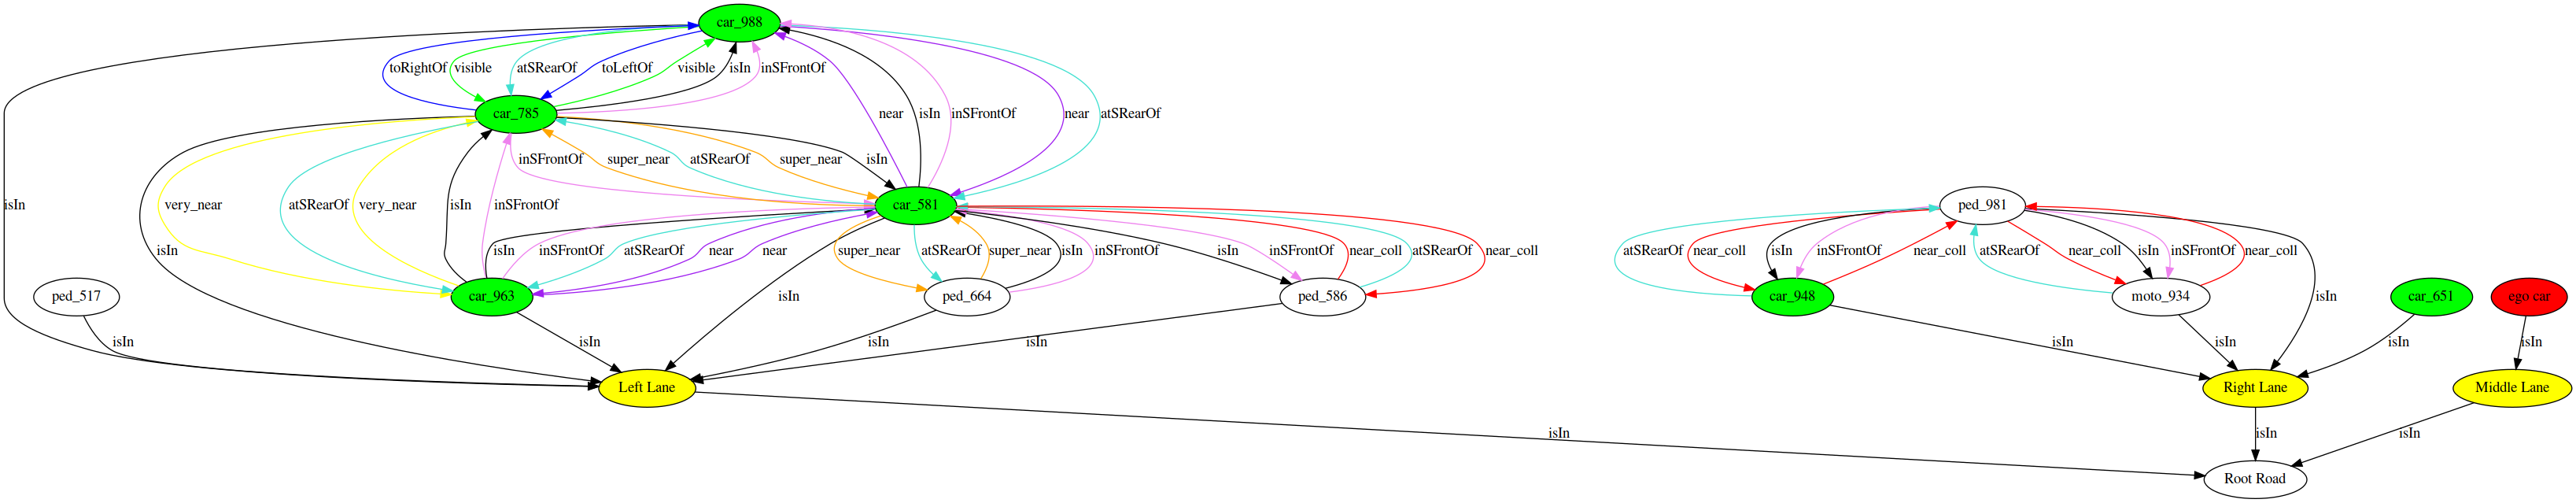 car_988
toRightOf visible atSRearOf toLeftOf visible isIn inSFrontOf
car_785 near isIn inSFrontOf near atSRearOf
inSFrontOf super_near atSRearOf super_near isIn
isIn very_near atSRearOf very_near isIn inSFrontOf car_581 ped_981
isIn isIn inSFrontOf atSRearOf near near super_near atSRearOf super_near isIn inSFrontOf isIn inSFrontOf near_coll atSRearOf near_coll atSRearOf near_coll isIn inSFrontOf near_coll atSRearOf near_coll isIn inSFrontOf near_coll
ped_517 car_963 isIn ped_664 ped_586 car_948 moto_934 isIn car_651 ego car
isIn isIn isIn isIn isIn isIn isIn isIn
Left Lane Right Lane Middle Lane
isIn isIn isIn
Root Road